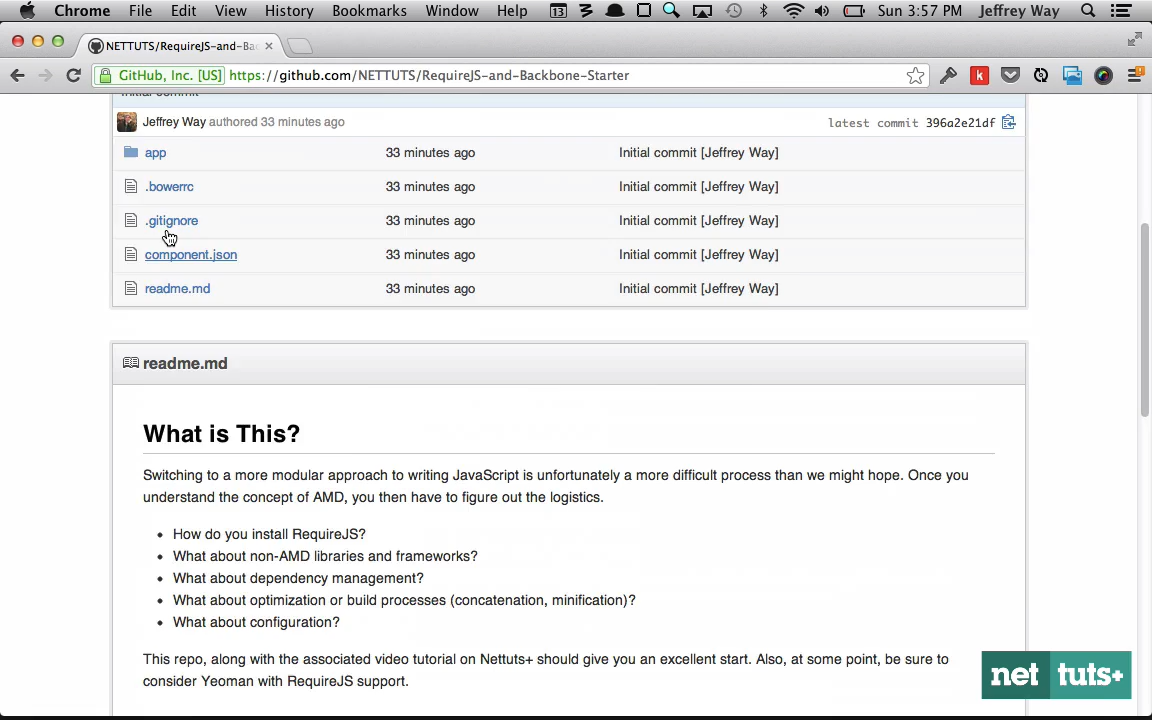 Chrome File Edit View History Bookmarks Window Help 13 Sun 3:57 PM Jeffrey Way
NETTUTS/RequireJS-and-Ba
GitHub, Inc. [US] https://github.com/NETTUTS/RequireJS-and-Backbone-Starter
Initial commit
Jeffrey Way authored 33 minutes ago latest commit 396a2e21df
app 33 minutes ago Initial commit [Jeffrey Way]
.bowerrc 33 minutes ago Initial commit [Jeffrey Way]
.gitignore 33 minutes ago Initial commit [Jeffrey Way]
component.json 33 minutes ago Initial commit [Jeffrey Way]
readme.md 33 minutes ago Initial commit [Jeffrey Way]
readme.md
What is This?
Switching to a more modular approach to writing JavaScript is unfortunately a more difficult process than we might hope. Once you
understand the concept of AMD, you then have to figure out the logistics.
• How do you install RequireJS?
• What about non-AMD libraries and frameworks?
• What about dependency management?
• What about optimization or build processes (concatenation, minification)?
• What about configuration?
This repo, along with the associated video tutorial on Nettuts+ should give you an excellent start. Also, at some point, be sure to
consider Yeoman with RequireJS support.
net tuts+